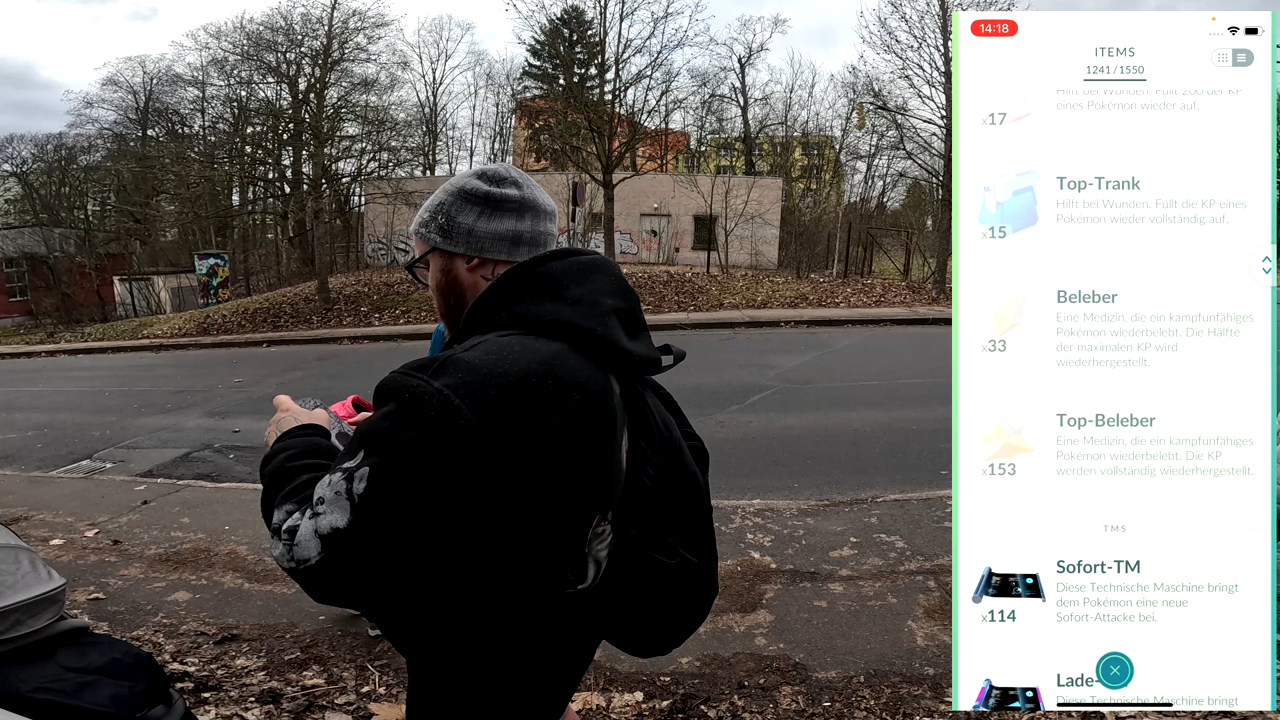 14:18
ITEMS
1241 / 1550
Hilft bei Wunden. Füllt 200 der KP
eines Pokémon wieder auf.
x17
Top-Trank
Hilft bei Wunden. Füllt die KP eines
Pokémon wieder vollständig auf.
x15
Beleber
Eine Medizin, die ein kampfunfähiges
Pokémon wiederbelebt. Die Hälfte
der maximalen KP wird
wiederhergestellt.
x33
Top-Beleber
Eine Medizin, die ein kampfunfähiges
Pokémon wiederbelebt. Die KP
werden vollständig wiederhergestellt.
x153
TMS
Sofort-TM
Diese Technische Maschine bringt
dem Pokémon eine neue
Sofort-Attacke bei.
x114
Lade-
Diese Technische Maschine bringt